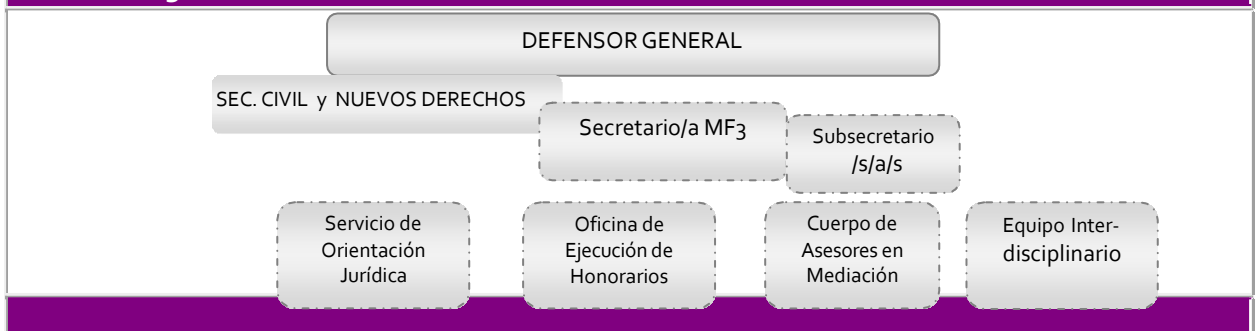 DEFENSOR GENERAL
SEC. CIVIL y NUEVOS DERECHOS
Secretario/a MF3
Subsecretario
/s/a/s
Servicio de
Orientación
Jurídica
Oficina de
Ejecución de
Honorarios
Cuerpo de
Asesores en
Mediación
Equipo Inter-
disciplinario